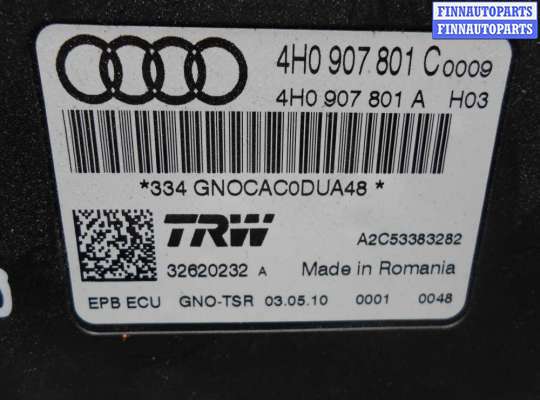 FINNAUTOPARTS
FINNAUTOPARTS
4H0 907 801 C 0009
4H0 907 801 A H03
*334 GNOCAC0DUA48 *
TRW
A2C53383282
32620232 A Made in Romania
EPB ECU GNO-TSR 03.05.10 0001 0048